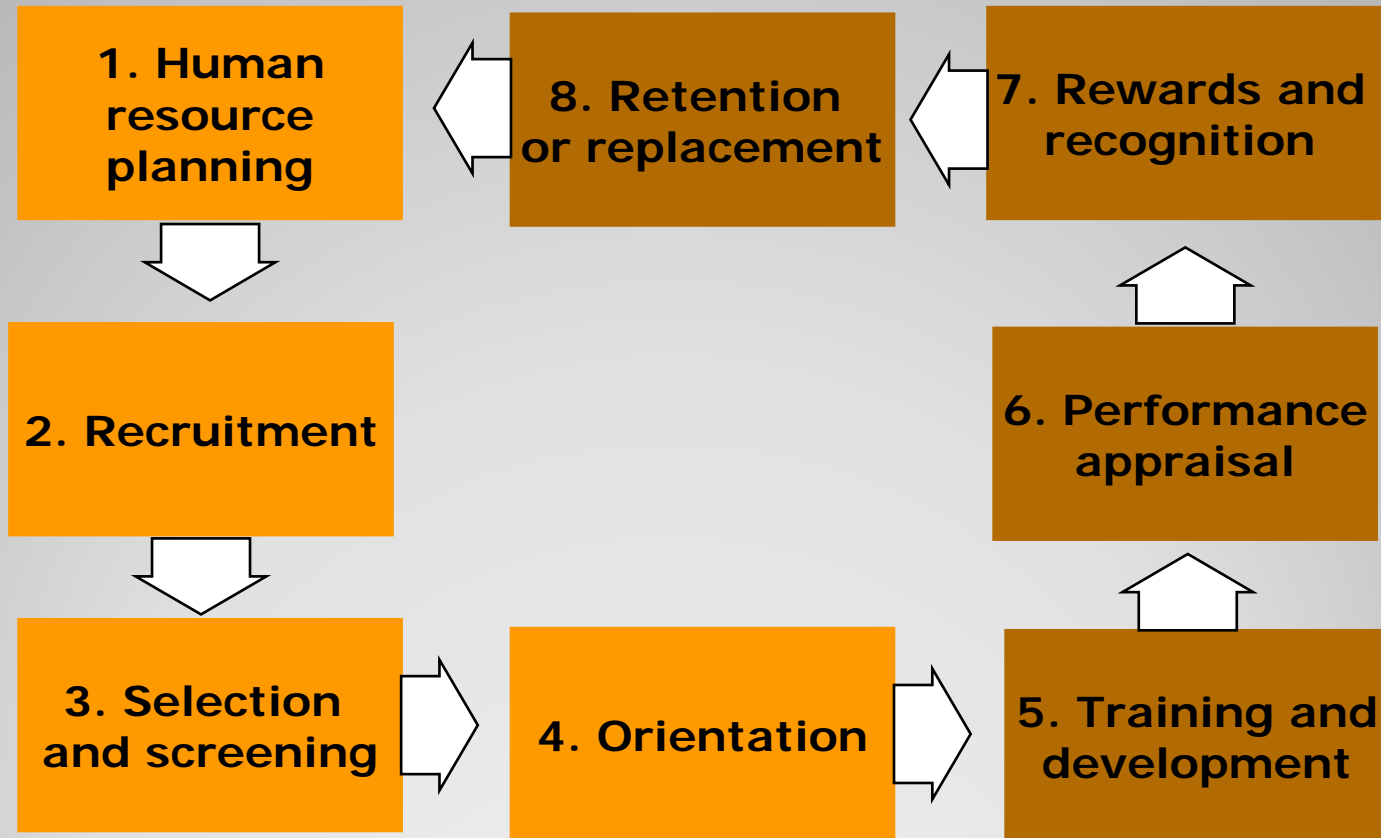 1. Human
resource
planning
8. Retention
or replacement
7. Rewards and
recognition
2. Recruitment
6. Performance
appraisal
3. Selection
and screening
4. Orientation
5. Training and
development